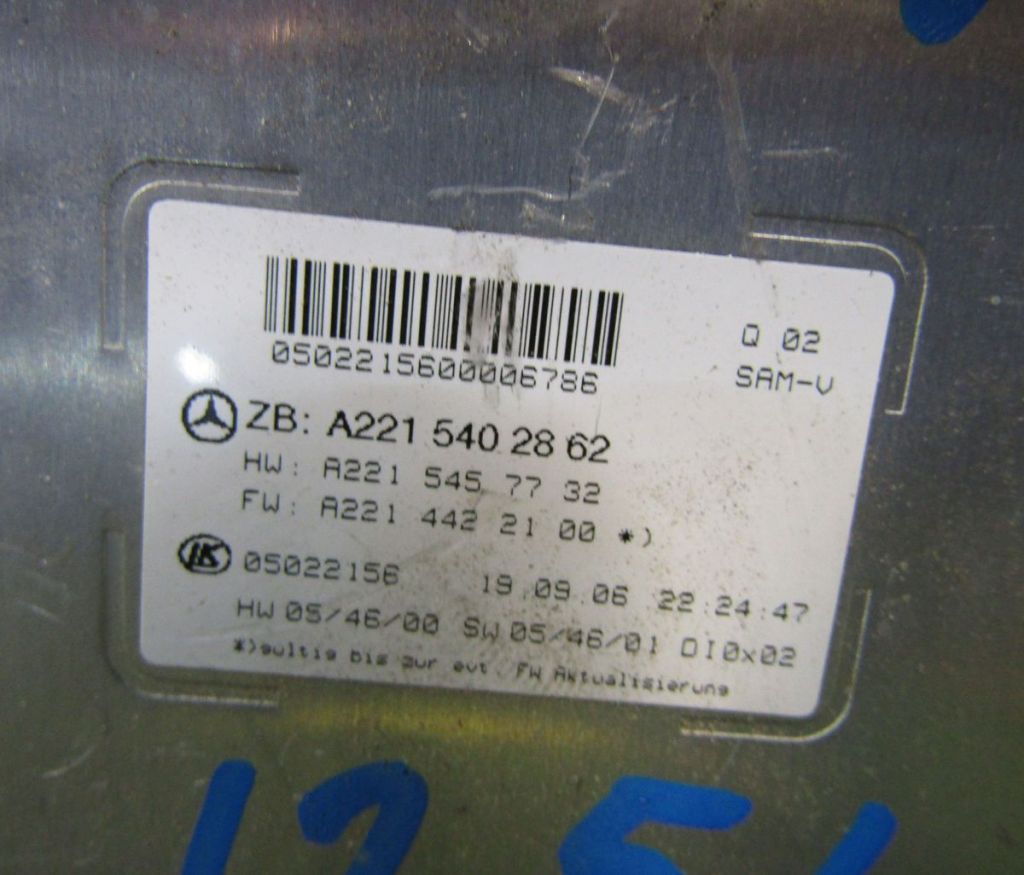 0502215600006786
Q 02
SAM-V
ZB: A221 540 28 62
HW: A221 545 77 32
FW: A221 442 21 00 *)
LK 05022156 19.09.06 22:24:47
HW 05/46/00 SW 05/46/01 DI0x02
*)gultig bis zur evt. FW Aktualisierung